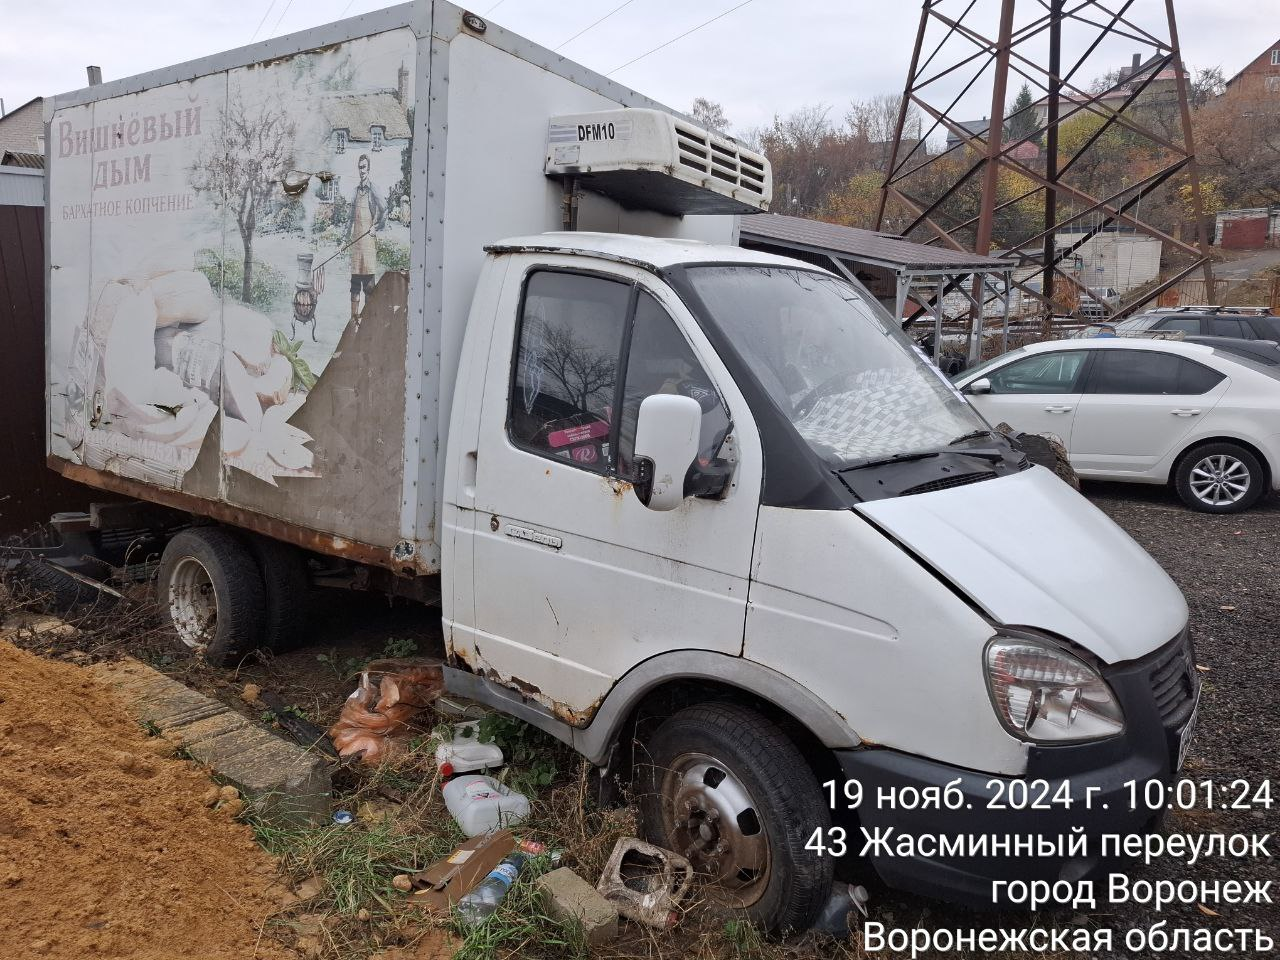 Вишнёвый
дым
БАРХАТНОЕ КОПЧЕНИЕ
DFM10
19 нояб. 2024 г. 10:01:24
43 Жасминный переулок
город Воронеж
Воронежская область